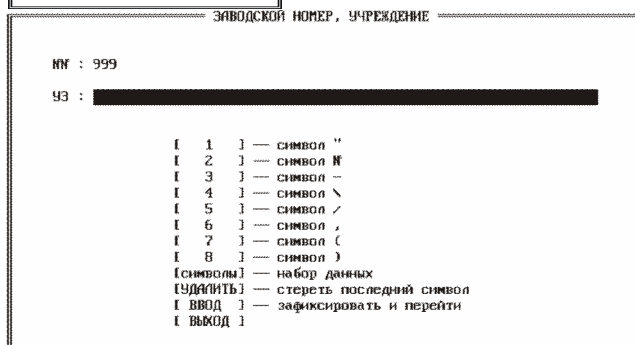 ЗАВОДСКОЙ НОМЕР, УЧРЕЖДЕНИЕ
№№ : 999
УЗ :
[ 1 ] — символ "
[ 2 ] — символ №
[ 3 ] — символ -
[ 4 ] — символ \
[ 5 ] — символ /
[ 6 ] — символ ,
[ 7 ] — символ (
[ 8 ] — символ )
[символы] — набор данных
[УДАЛИТЬ] — стереть последний символ
[ ВВОД ] — зафиксировать и перейти
[ ВЫХОД ]